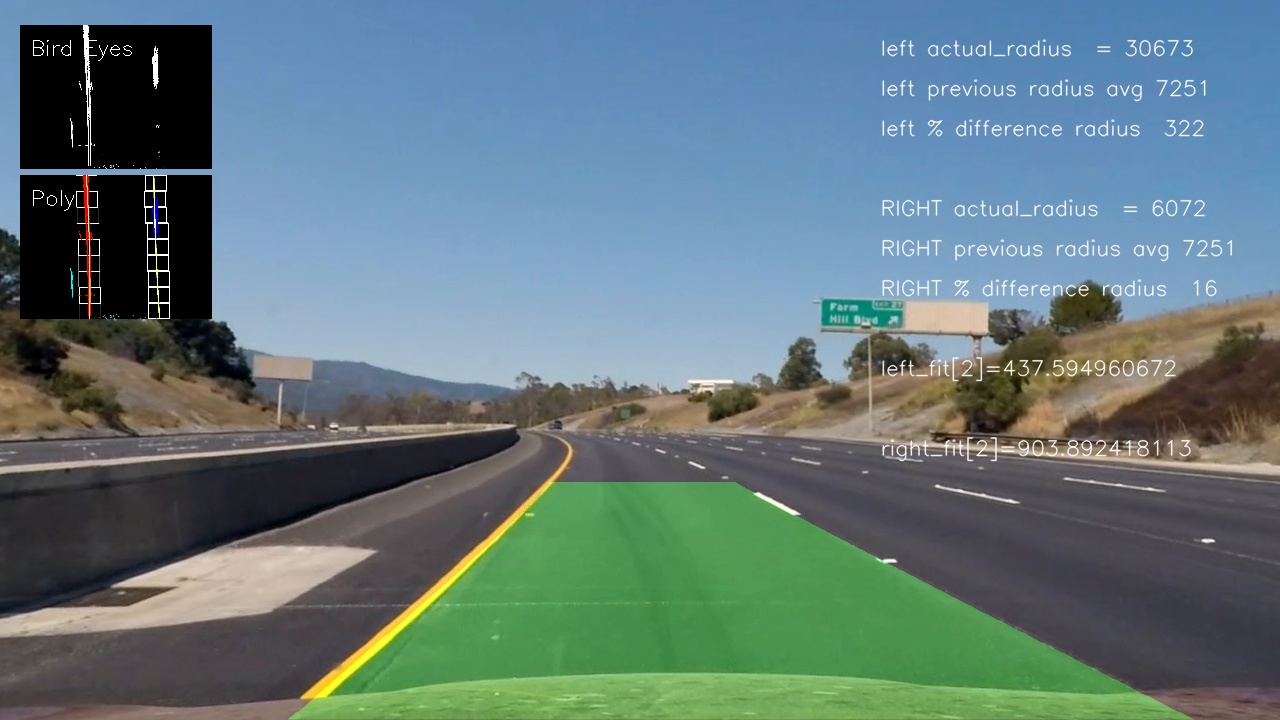 Bird Eyes
Poly
left actual_radius = 30673
left previous radius avg 7251
left % difference radius 322
RIGHT actual_radius = 6072
RIGHT previous radius avg 7251
RIGHT % difference radius 16
EXIT 27
Farm
Hill Blvd
left_fit[2]=437.594960672
right_fit[2]=903.892418113